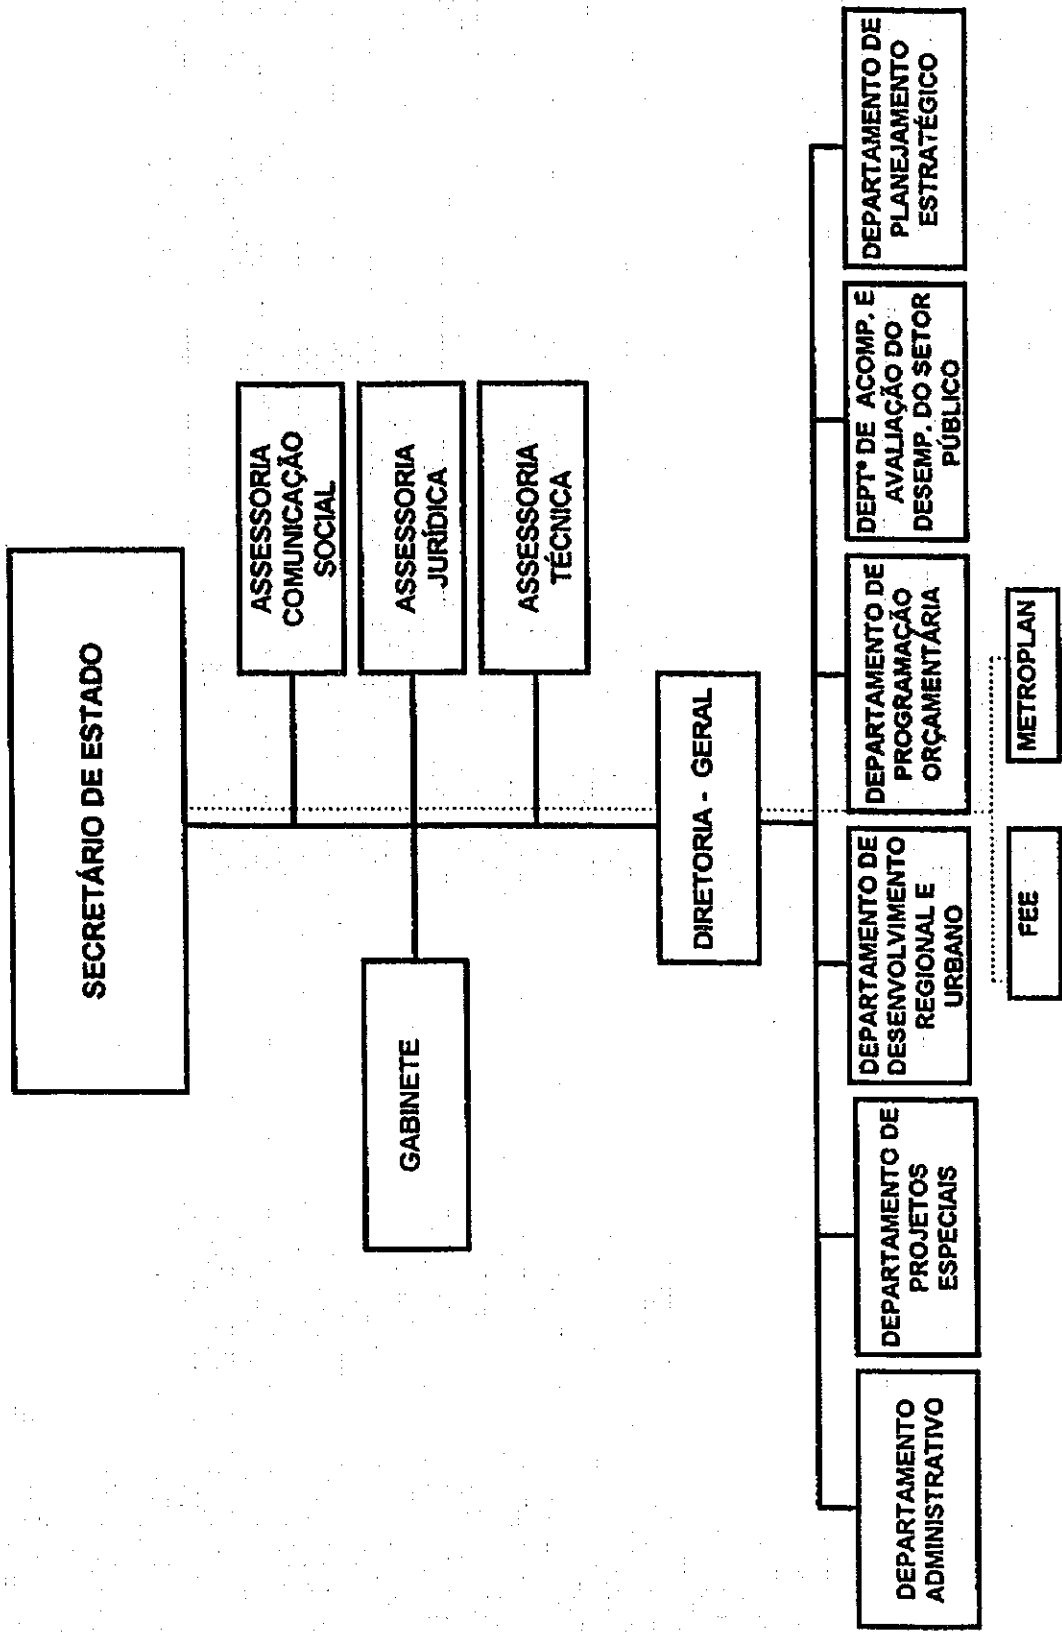 SECRETÁRIO DE ESTADO
ASSESSORIA
COMUNICAÇÃO
SOCIAL
GABINETE
ASSESSORIA
JURÍDICA
ASSESSORIA
TÉCNICA
DIRETORIA - GERAL
DEPARTAMENTO
ADMINISTRATIVO
DEPARTAMENTO DE
PROJETOS
ESPECIAIS
DEPARTAMENTO DE
DESENVOLVIMENTO
REGIONAL E
URBANO
DEPARTAMENTO DE
PROGRAMAÇÃO
ORÇAMENTÁRIA
DEPTº DE ACOMP. E
AVALIAÇÃO DO
DESEMP. DO SETOR
PÚBLICO
DEPARTAMENTO DE
PLANEJAMENTO
ESTRATÉGICO
FEE
METROPLAN